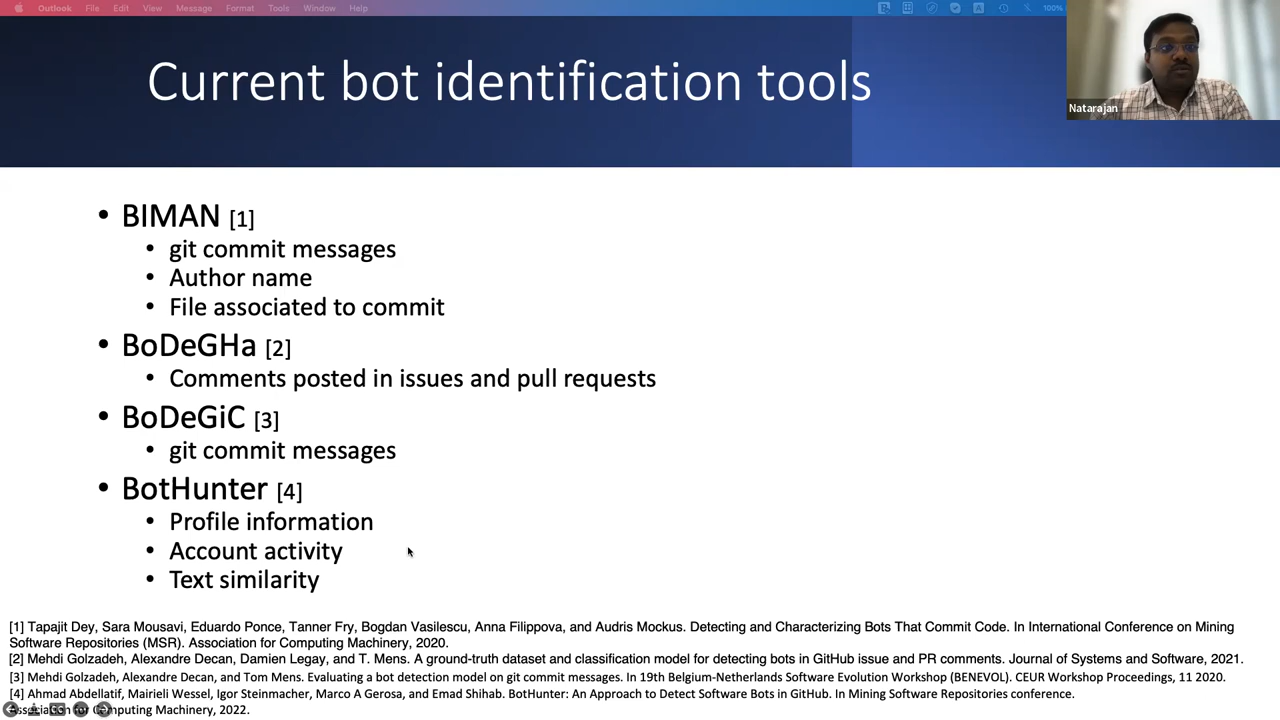 Outlook File Edit View Message Format Tools Window Help 100%
Current bot identification tools
Natarajan
• BIMAN [1]
• git commit messages
• Author name
• File associated to commit
• BoDeGHa [2]
• Comments posted in issues and pull requests
• BoDeGiC [3]
• git commit messages
• BotHunter [4]
• Profile information
• Account activity
• Text similarity
[1] Tapajit Dey, Sara Mousavi, Eduardo Ponce, Tanner Fry, Bogdan Vasilescu, Anna Filippova, and Audris Mockus. Detecting and Characterizing Bots That Commit Code. In International Conference on Mining
Software Repositories (MSR). Association for Computing Machinery, 2020.
[2] Mehdi Golzadeh, Alexandre Decan, Damien Legay, and T. Mens. A ground-truth dataset and classification model for detecting bots in GitHub issue and PR comments. Journal of Systems and Software, 2021.
[3] Mehdi Golzadeh, Alexandre Decan, and Tom Mens. Evaluating a bot detection model on git commit messages. In 19th Belgium-Netherlands Software Evolution Workshop (BENEVOL). CEUR Workshop Proceedings, 11 2020.
[4] Ahmad Abdellatif, Mairieli Wessel, Igor Steinmacher, Marco A Gerosa, and Emad Shihab. BotHunter: An Approach to Detect Software Bots in GitHub. In Mining Software Repositories conference.
Association for Computing Machinery, 2022.